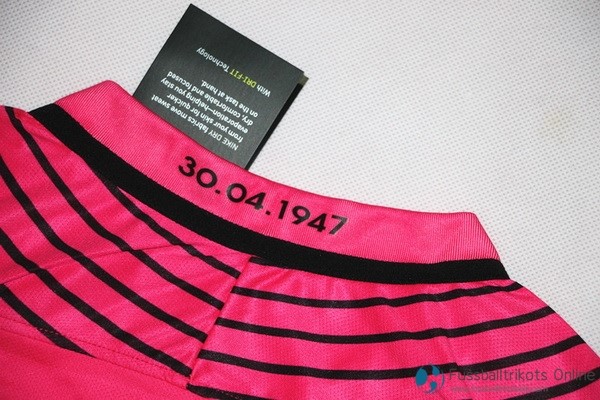 NIKE DRY fabrics move sweat
from your skin for quicker
evaporation—helping you stay
dry, comfortable and focused
on the task at hand.
With DRI-FIT Technology
30.04.1947
Fussballtrikots Online